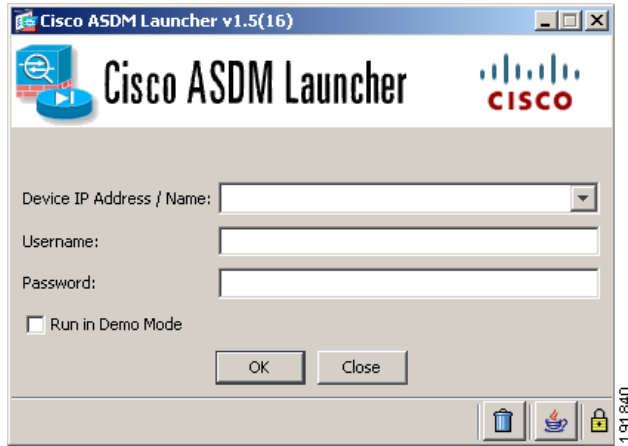 Cisco ASDM Launcher v1.5(16)
Cisco ASDM Launcher
CISCO
Device IP Address / Name:
Username:
Password:
Run in Demo Mode
OK Close
191840